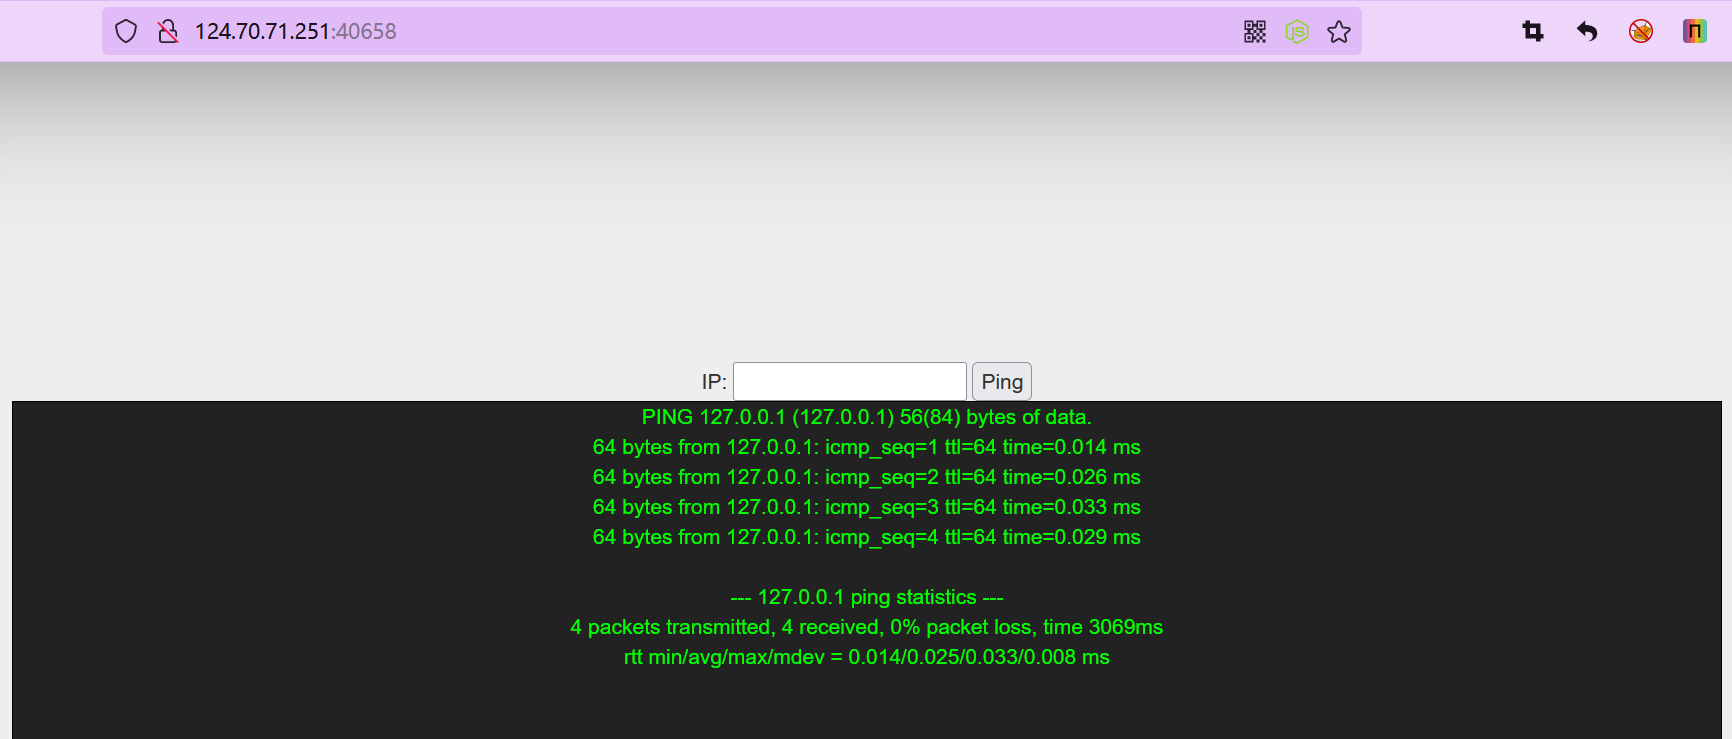 124.70.71.251:40658
JS
IP:
Ping
PING 127.0.0.1 (127.0.0.1) 56(84) bytes of data.
64 bytes from 127.0.0.1: icmp_seq=1 ttl=64 time=0.014 ms
64 bytes from 127.0.0.1: icmp_seq=2 ttl=64 time=0.026 ms
64 bytes from 127.0.0.1: icmp_seq=3 ttl=64 time=0.033 ms
64 bytes from 127.0.0.1: icmp_seq=4 ttl=64 time=0.029 ms
--- 127.0.0.1 ping statistics ---
4 packets transmitted, 4 received, 0% packet loss, time 3069ms
rtt min/avg/max/mdev = 0.014/0.025/0.033/0.008 ms